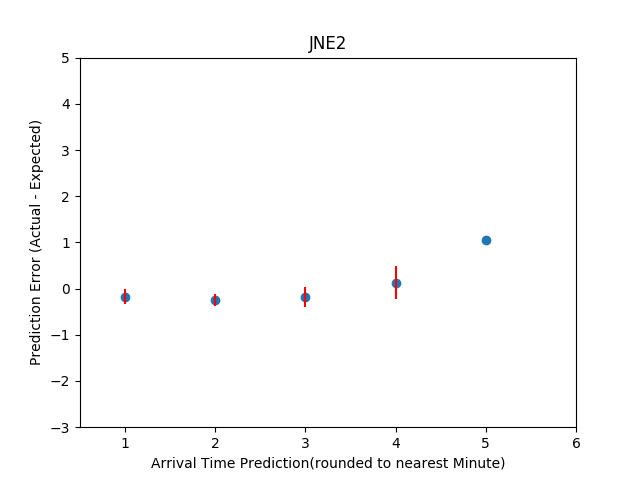 JNE2
5
4
3
2
1
0
−1
−2
−3
Prediction Error (Actual - Expected)
1 2 3 4 5 6
Arrival Time Prediction(rounded to nearest Minute)